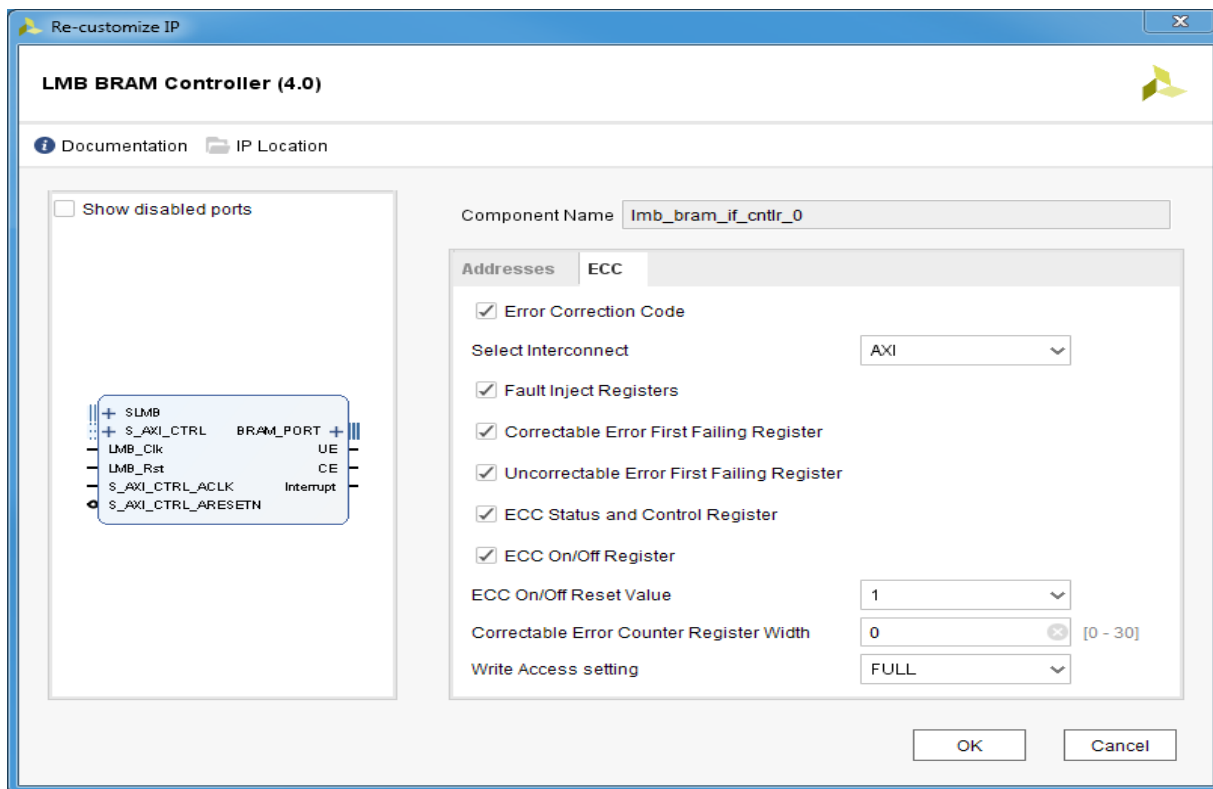 Re-customize IP
LMB BRAM Controller (4.0)
Documentation IP Location
Show disabled ports
SLMB
S_AXI_CTRL BRAM_PORT
LMB_Clk UE
LMB_Rst CE
S_AXI_CTRL_ACLK Interrupt
S_AXI_CTRL_ARESETN
Component Name lmb_bram_if_cntlr_0
Addresses ECC
Error Correction Code
Select Interconnect AXI
Fault Inject Registers
Correctable Error First Failing Register
Uncorrectable Error First Failing Register
ECC Status and Control Register
ECC On/Off Register
ECC On/Off Reset Value 1
Correctable Error Counter Register Width 0 [0 - 30]
Write Access setting FULL
OK Cancel